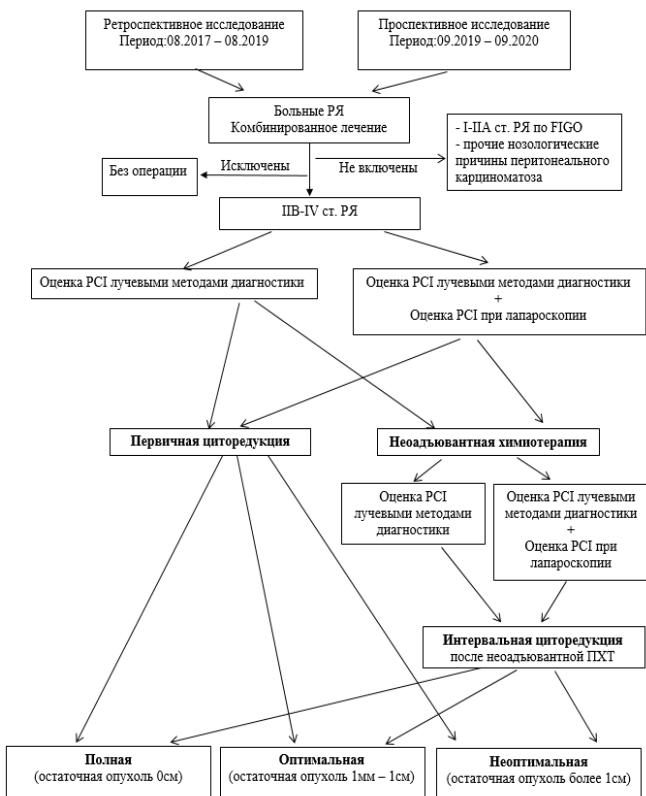 Ретроспективное исследование
Период:08.2017 – 08.2019
Проспективное исследование
Период:09.2019 – 09.2020
Больные РЯ
Комбинированное лечение
- I-IIA ст. РЯ по FIGO
- прочие нозологические
причины перитонеального
карциноматоза
Без операции
Исключены
Не включены
IIB-IV ст. РЯ
Оценка PCI лучевыми методами диагностики
Оценка PCI лучевыми методами диагностики
+
Оценка PCI при лапароскопии
Первичная циторедукция
Неоадъювантная химиотерапия
Оценка PCI
лучевыми методами
диагностики
Оценка PCI лучевыми
методами диагностики
+
Оценка PCI при
лапароскопии
Интервальная циторедукция
после неоадъювантной ПХТ
Полная
(остаточная опухоль 0см)
Оптимальная
(остаточная опухоль 1мм – 1см)
Неоптимальная
(остаточная опухоль более 1см)